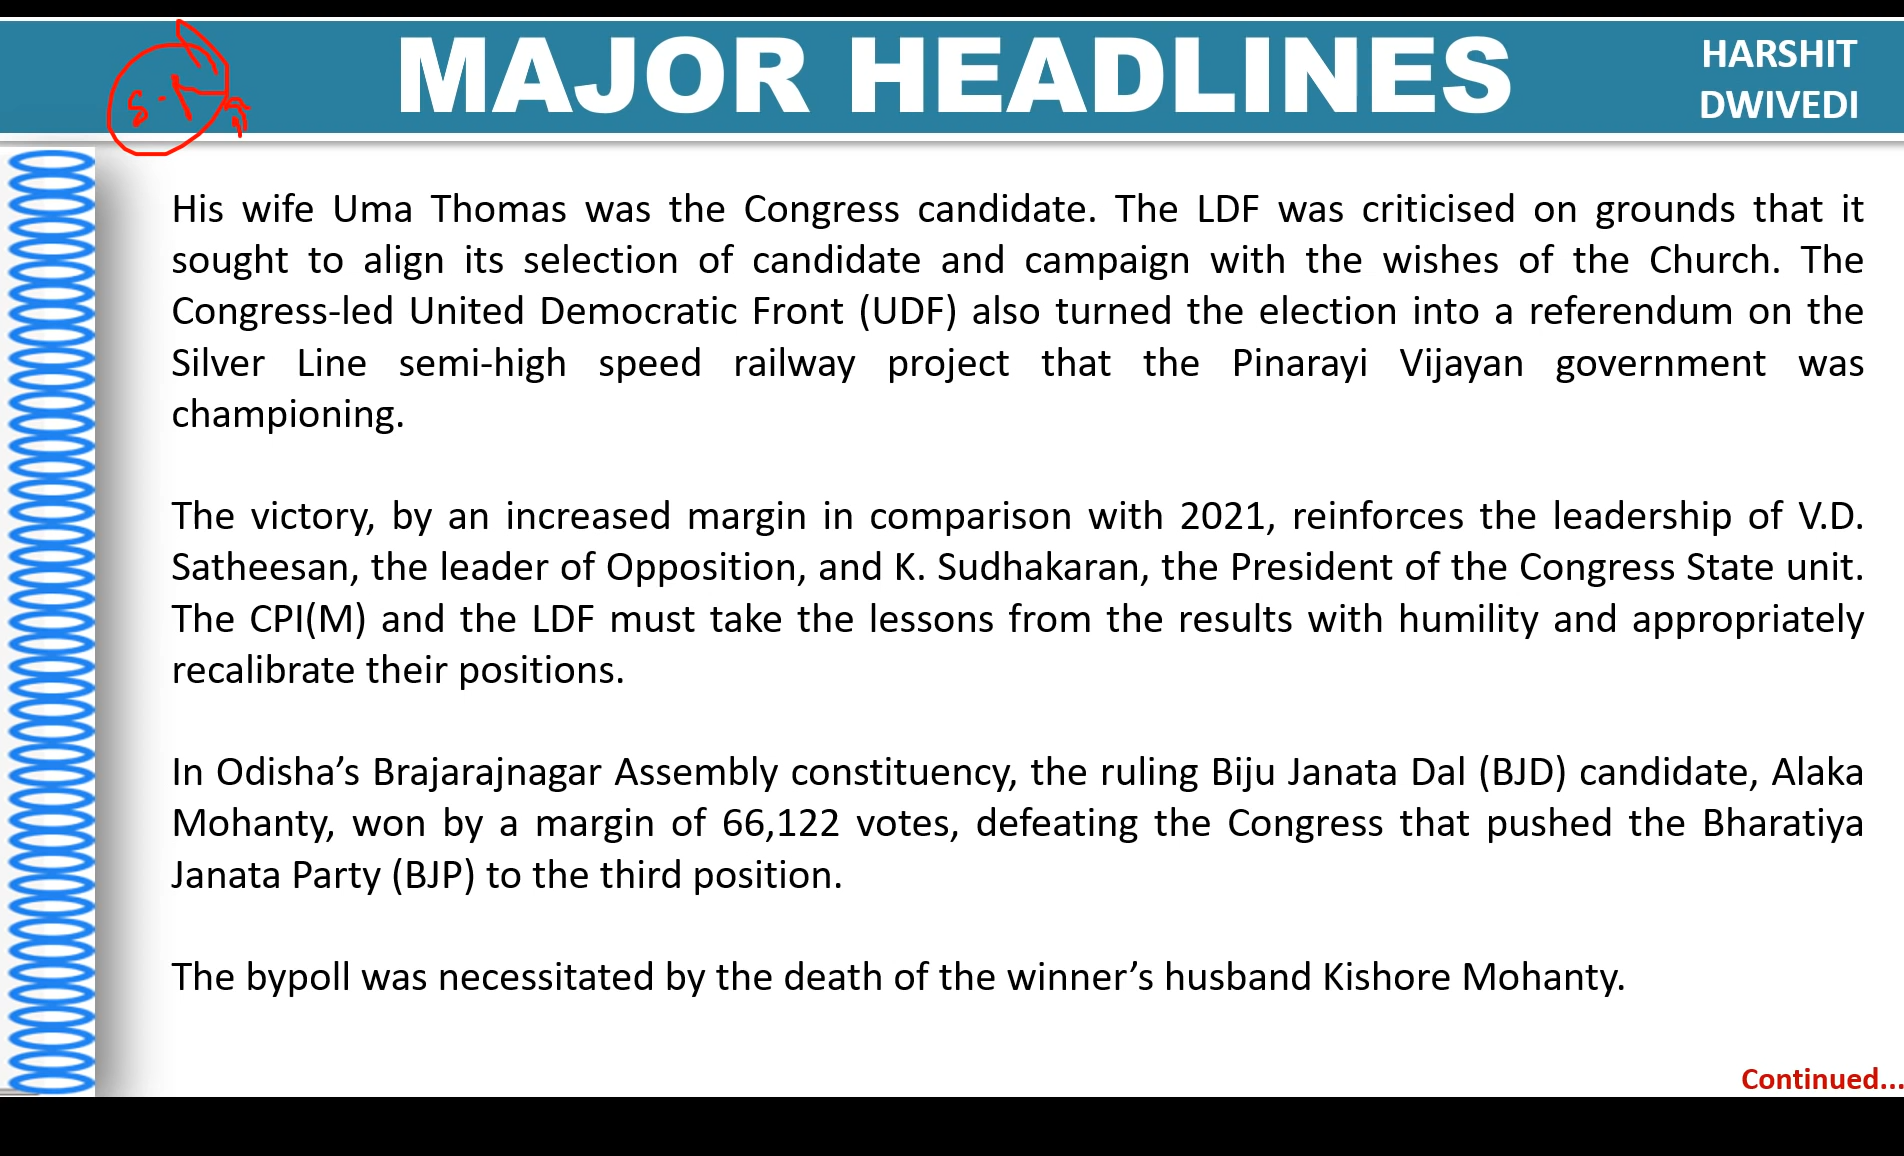 MAJOR HEADLINES
HARSHIT
DWIVEDI
His wife Uma Thomas was the Congress candidate. The LDF was criticised on grounds that it
sought to align its selection of candidate and campaign with the wishes of the Church. The
Congress-led United Democratic Front (UDF) also turned the election into a referendum on the
Silver Line semi-high speed railway project that the Pinarayi Vijayan government was
championing.
The victory, by an increased margin in comparison with 2021, reinforces the leadership of V.D.
Satheesan, the leader of Opposition, and K. Sudhakaran, the President of the Congress State unit.
The CPI(M) and the LDF must take the lessons from the results with humility and appropriately
recalibrate their positions.
In Odisha’s Brajarajnagar Assembly constituency, the ruling Biju Janata Dal (BJD) candidate, Alaka
Mohanty, won by a margin of 66,122 votes, defeating the Congress that pushed the Bharatiya
Janata Party (BJP) to the third position.
The bypoll was necessitated by the death of the winner’s husband Kishore Mohanty.
Continued...